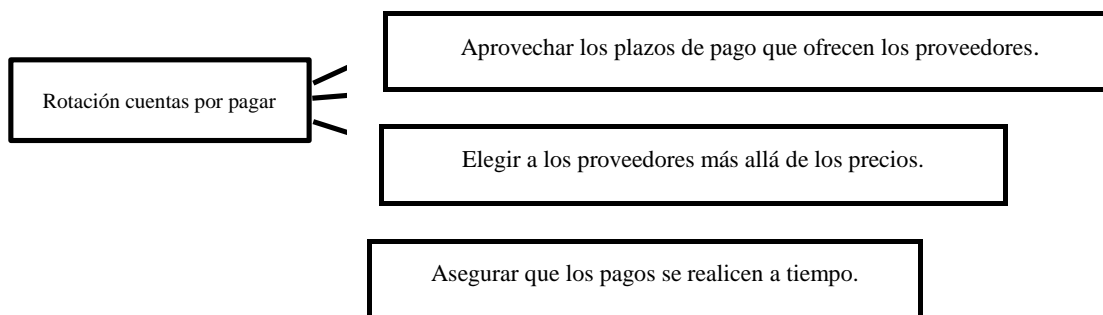 Aprovechar los plazos de pago que ofrecen los proveedores.
Rotación cuentas por pagar
Elegir a los proveedores más allá de los precios.
Asegurar que los pagos se realicen a tiempo.